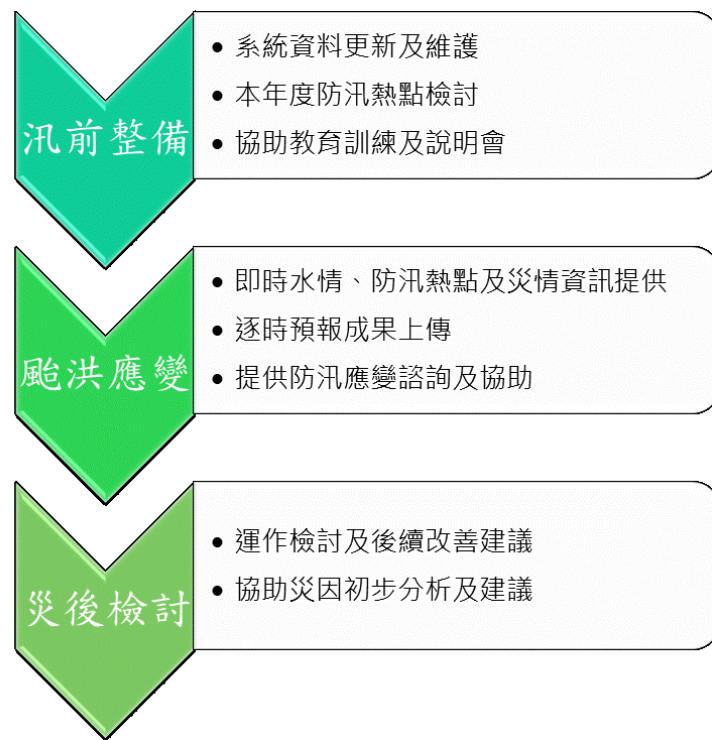 汛前整備
• 系統資料更新及維護
• 本年度防汛熱點檢討
• 協助教育訓練及說明會
颱洪應變
• 即時水情、防汛熱點及災情資訊提供
• 逐時預報成果上傳
• 提供防汛應變諮詢及協助
災後檢討
• 運作檢討及後續改善建議
• 協助災因初步分析及建議